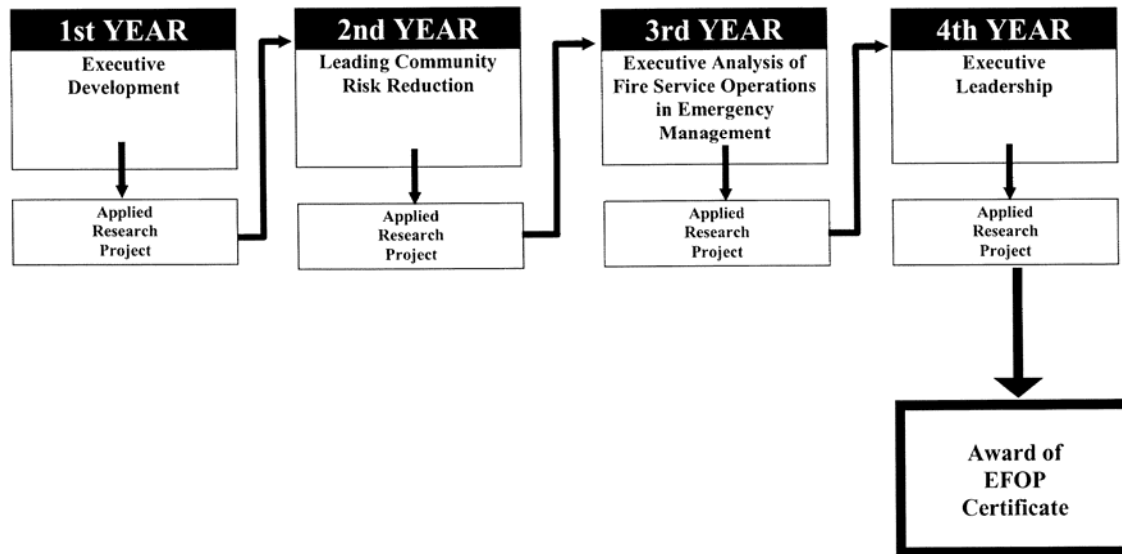 1st YEAR
Executive
Development
Applied
Research
Project
2nd YEAR
Leading Community
Risk Reduction
Applied
Research
Project
3rd YEAR
Executive Analysis of
Fire Service Operations
in Emergency
Management
Applied
Research
Project
4th YEAR
Executive
Leadership
Applied
Research
Project
Award of
EFOP
Certificate